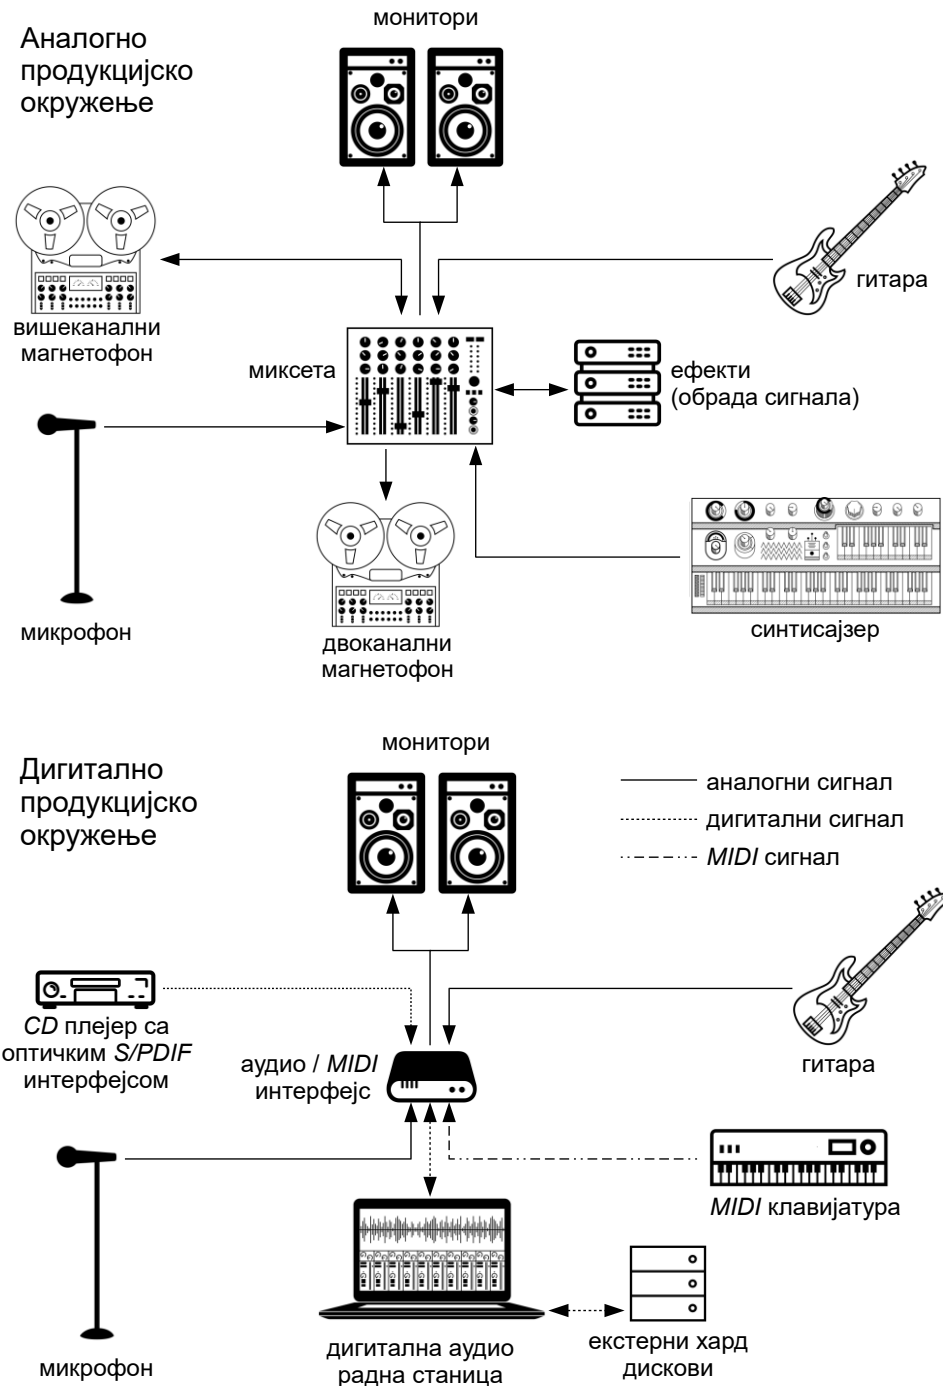 Аналогно
продукцијско
окружење
монитори
гитара
вишеканални
магнетофон
миксета
ефекти
(обрада сигнала)
микрофон
двоканални
магнетофон
синтисајзер
Дигитално
продукцијско
окружење
монитори
аналогни сигнал
дигитални сигнал
MIDI сигнал
CD плејер са
оптичким S/PDIF
интерфејсом
аудио / MIDI
интерфејс
гитара
MIDI клавијатура
микрофон
дигитална аудио
радна станица
екстерни хард
дискови